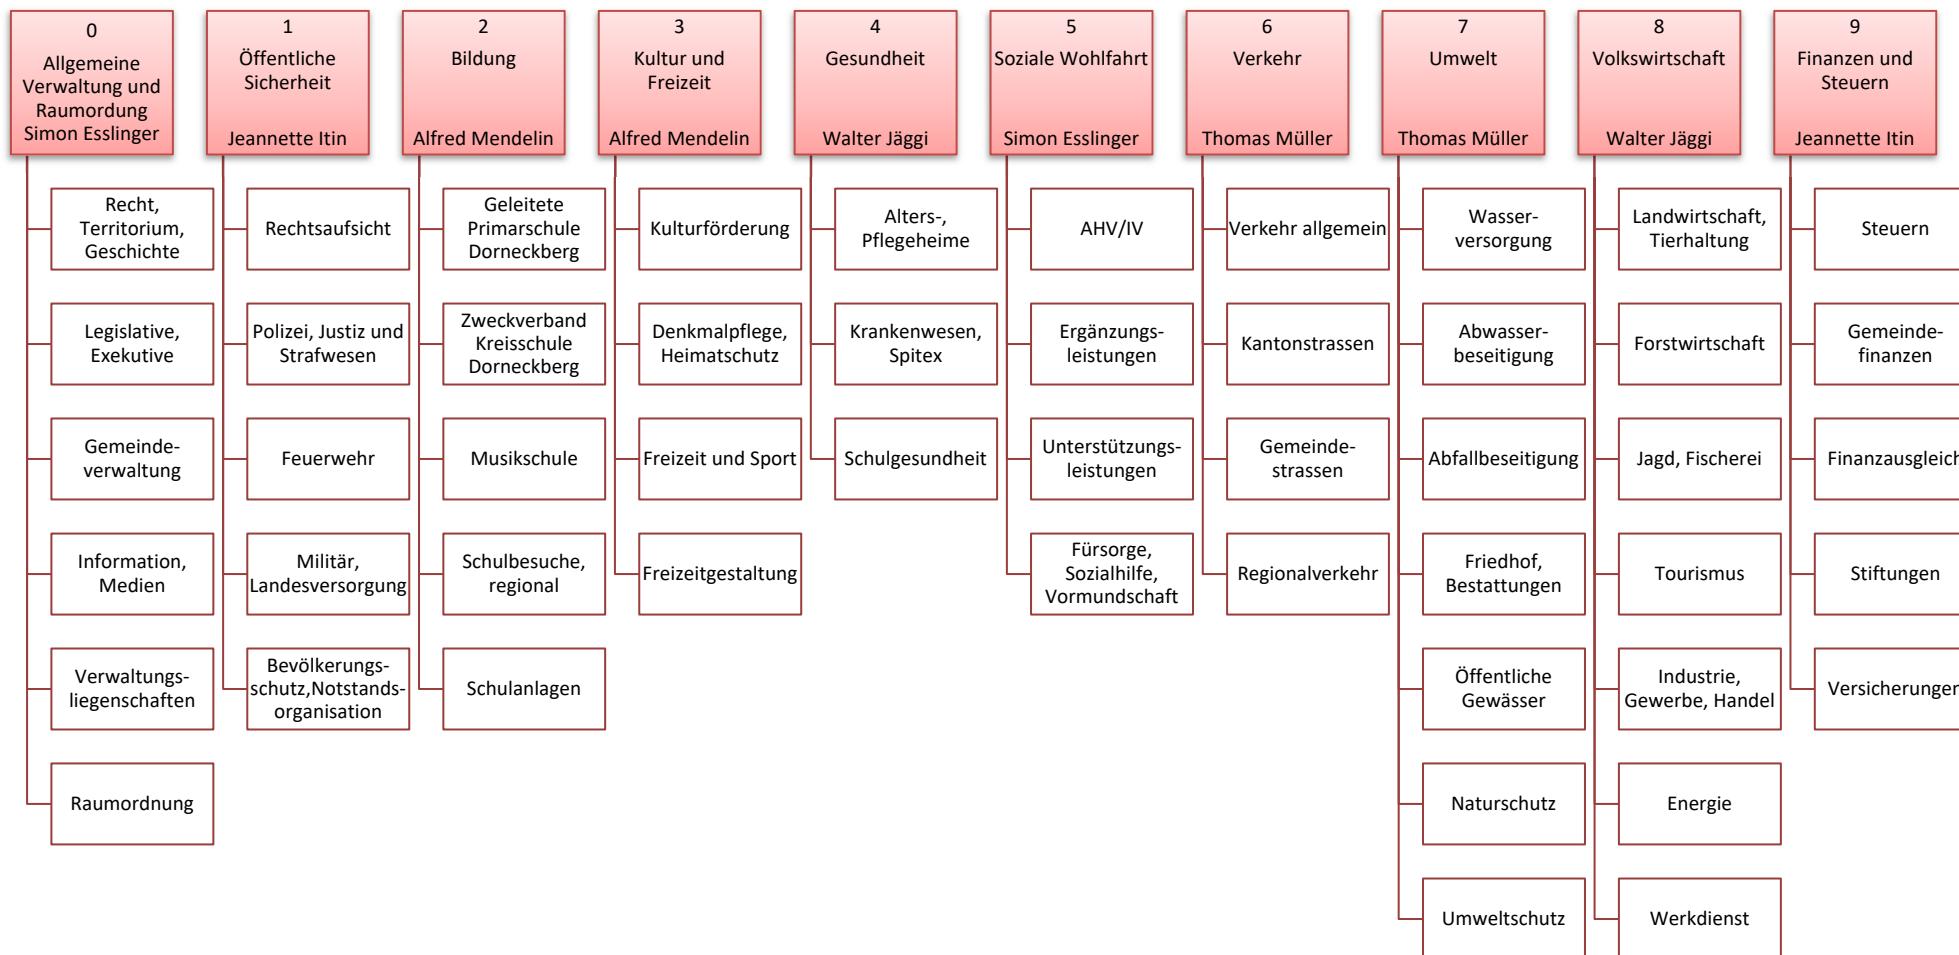 0
Allgemeine
Verwaltung und
Raumordung
Simon Esslinger
Recht,
Territorium,
Geschichte
Legislative,
Exekutive
Gemeinde-
verwaltung
Information,
Medien
Verwaltungs-
liegenschaften
Raumordnung
1
Öffentliche
Sicherheit
Jeannette Itin
Rechtsaufsicht
Polizei, Justiz und
Strafwesen
Feuerwehr
Militär,
Landesversorgung
Bevölkerungs-
schutz,Notstands-
organisation
2
Bildung
Alfred Mendelin
Geleitete
Primarschule
Dorneckberg
Zweckverband
Kreisschule
Dorneckberg
Musikschule
Schulbesuche,
regional
Schulanlagen
3
Kultur und
Freizeit
Alfred Mendelin
Kulturförderung
Denkmalpflege,
Heimatschutz
Freizeit und Sport
Freizeitgestaltung
4
Gesundheit
Walter Jäggi
Alters-,
Pflegeheime
Krankenwesen,
Spitex
Schulgesundheit
5
Soziale Wohlfahrt
Simon Esslinger
AHV/IV
Ergänzungs-
leistungen
Unterstützungs-
leistungen
Fürsorge,
Sozialhilfe,
Vormundschaft
6
Verkehr
Thomas Müller
Verkehr allgemein
Kantonstrassen
Gemeinde-
strassen
Regionalverkehr
7
Umwelt
Thomas Müller
Wasser-
versorgung
Abwasser-
beseitigung
Abfallbeseitigung
Friedhof,
Bestattungen
Öffentliche
Gewässer
Naturschutz
Umweltschutz
8
Volkswirtschaft
Walter Jäggi
Landwirtschaft,
Tierhaltung
Forstwirtschaft
Jagd, Fischerei
Tourismus
Industrie,
Gewerbe, Handel
Energie
Werkdienst
9
Finanzen und
Steuern
Jeannette Itin
Steuern
Gemeinde-
finanzen
Finanzausgleich
Stiftungen
Versicherungen